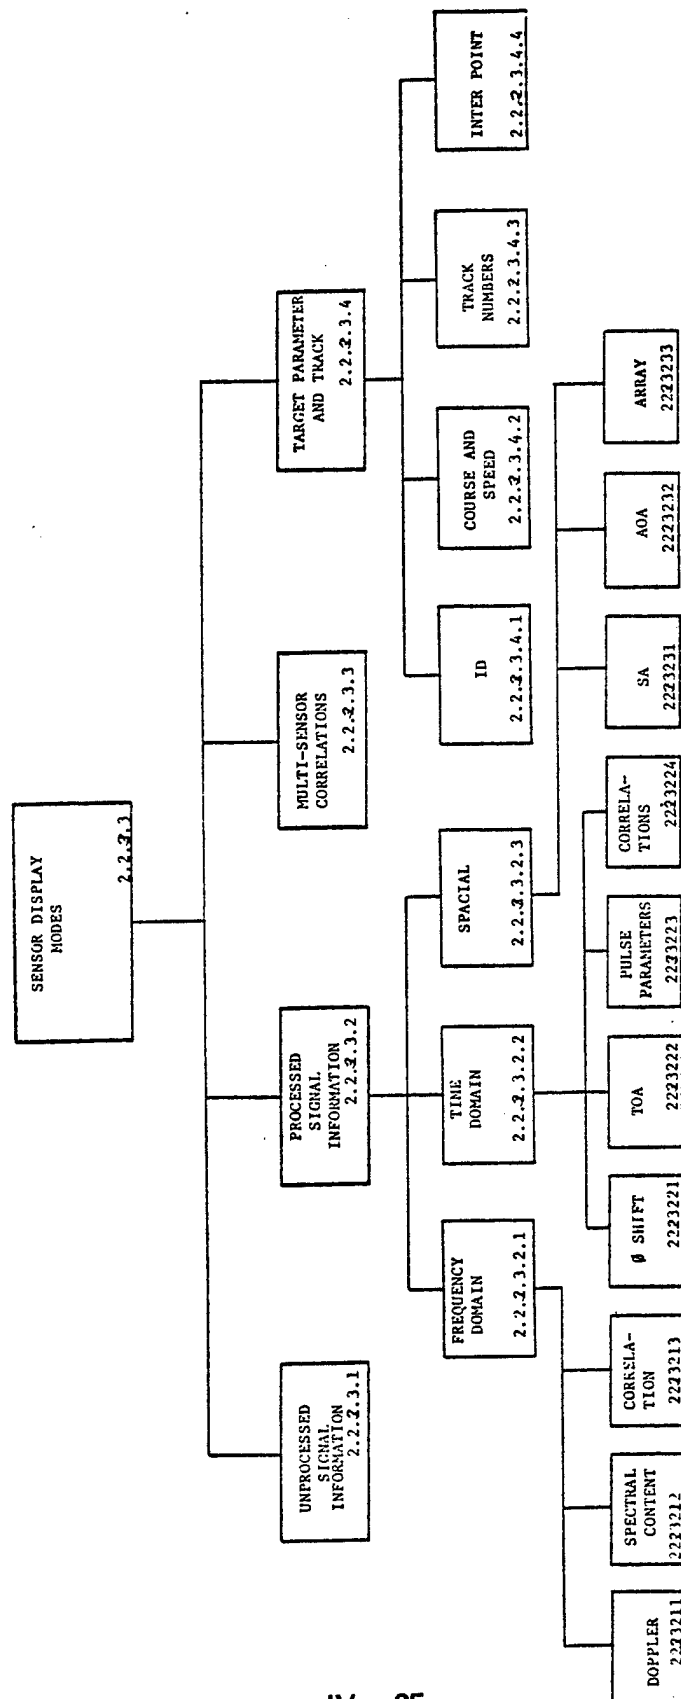 SENSOR DISPLAY
MODES
2.2.2.3
UNPROCESSED
SIGNAL
INFORMATION
2.2.2.3.1
PROCESSED
SIGNAL
INFORMATION
2.2.2.3.2
MULTI-SENSOR
CORRELATIONS
2.2.2.3.3
TARGET PARAMETER
AND TRACK
2.2.2.3.4
FREQUENCY
DOMAIN
2.2.2.3.2.1
TIME
DOMAIN
2.2.2.3.2.2
SPACIAL
2.2.2.3.2.3
ID
2.2.2.3.4.1
COURSE AND
SPEED
2.2.2.3.4.2
TRACK
NUMBERS
2.2.2.3.4.3
INTER POINT
2.2.2.3.4.4
DOPPLER
2223211
SPECTRAL
CONTENT
2223212
CORRELA-
TION
2223213
Ø SHIFT
2223221
TOA
2223222
PULSE
PARAMETERS
2223223
CORRELA-
TIONS
2223224
SA
2223231
AOA
2223232
ARRAY
2223233